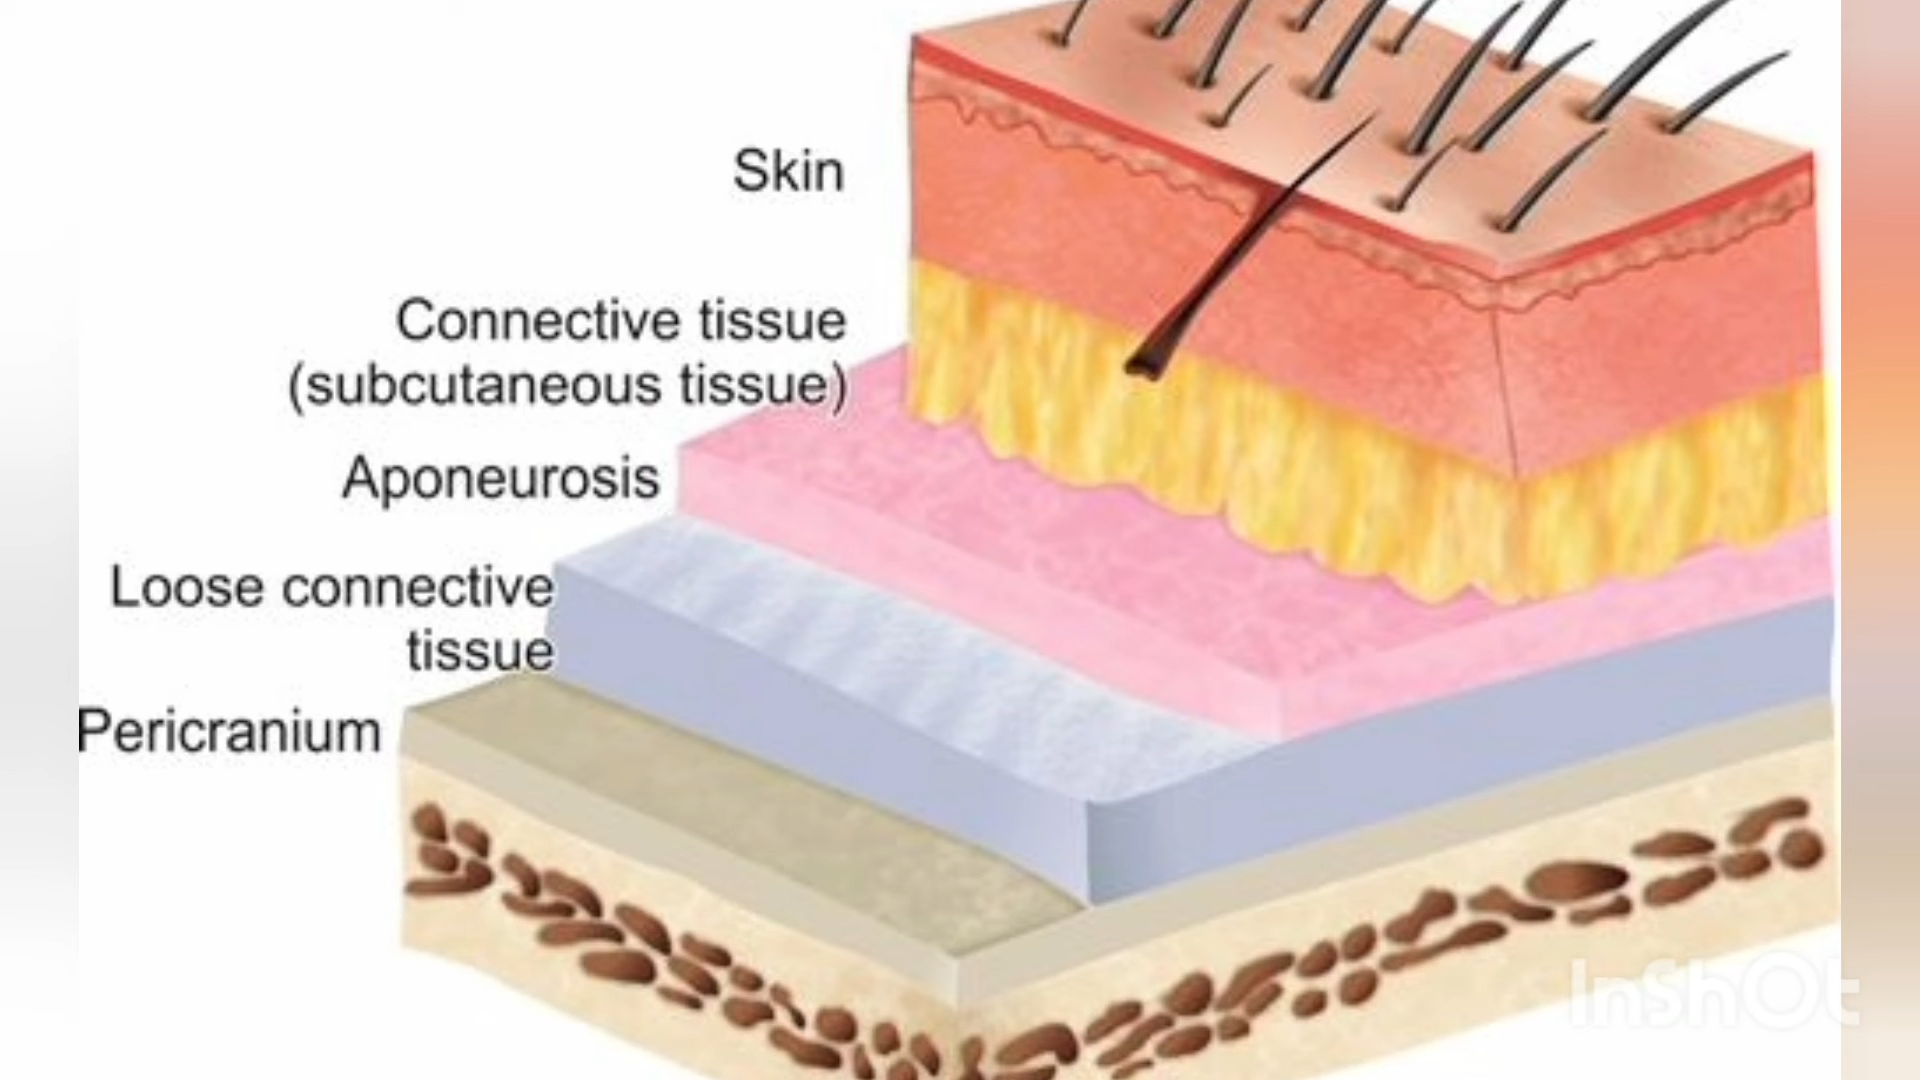 Skin
Connective tissue
(subcutaneous tissue)
Aponeurosis
Loose connective
tissue
Pericranium
InShOt